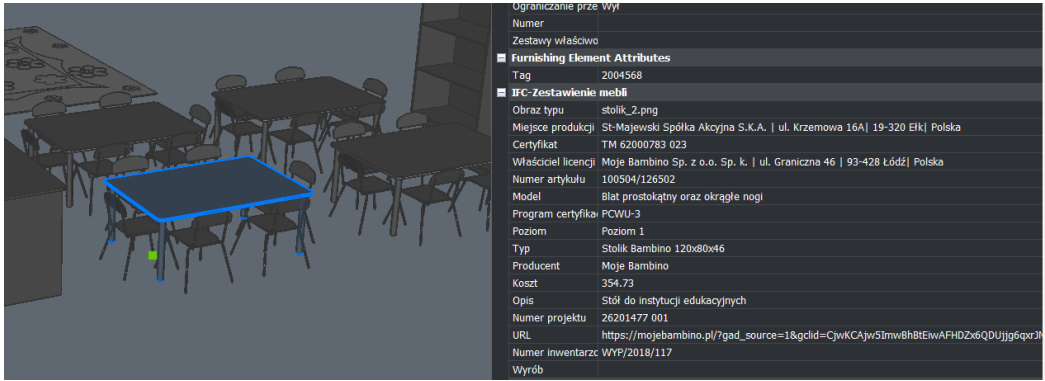 Ograniczanie prze Wył
Numer
Zestawy właściwo
Furnishing Element Attributes
Tag 2004568
IFC-Zestawienie mebli
Obraz typu stolik_2.png
Miejsce produkcji St-Majewski Spółka Akcyjna S.K.A. | ul. Krzemowa 16A| 19-320 Ełk| Polska
Certyfikat TM 62000783 023
Właściciel licencji Moje Bambino Sp. z o.o. Sp. k. | ul. Graniczna 46 | 93-428 Łódź| Polska
Numer artykułu 100504/126502
Model Blat prostokątny oraz okrągłe nogi
Program certyfika PCWU-3
Poziom Poziom 1
Typ Stolik Bambino 120x80x46
Producent Moje Bambino
Koszt 354.73
Opis Stół do instytucji edukacyjnych
Numer projektu 26201477 001
URL https://mojebambino.pl/?gad_source=1&gclid=CjwKCAjw5ImwBhBtEiwAFHDZx6QDUjjg6qxrJN
Numer inwentarzo WYP/2018/117
Wyrób